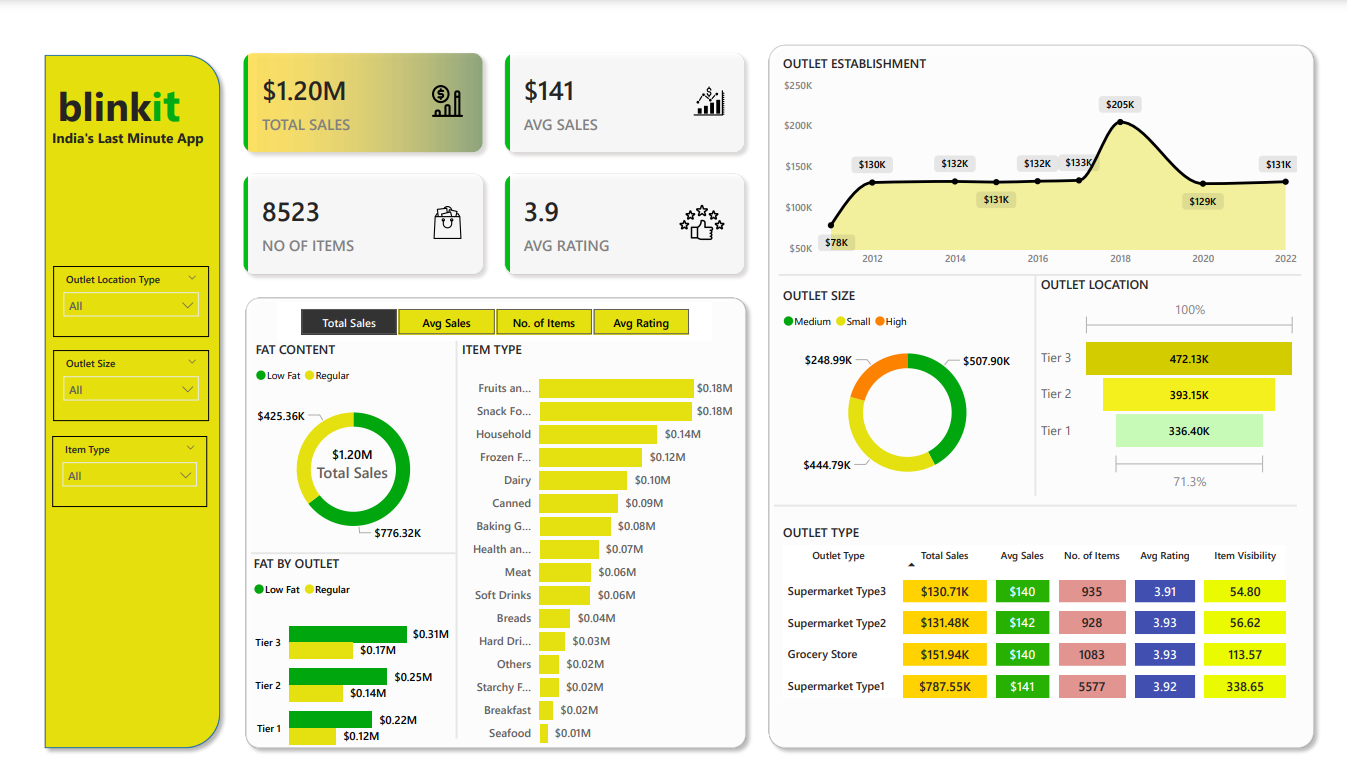 blinkit
India's Last Minute App
Outlet Location Type
All
Outlet Size
All
Item Type
All
$1.20M
TOTAL SALES
$141
AVG SALES
8523
NO OF ITEMS
3.9
AVG RATING
Total Sales Avg Sales No. of Items Avg Rating
FAT CONTENT
Low Fat Regular
$425.36K
$1.20M
Total Sales
$776.32K
FAT BY OUTLET
Low Fat Regular
Tier 3 $0.31M
$0.17M
Tier 2 $0.25M
$0.14M
Tier 1 $0.22M
$0.12M
ITEM TYPE
Fruits an... $0.18M
Snack Fo... $0.18M
Household $0.14M
Frozen F... $0.12M
Dairy $0.10M
Canned $0.09M
Baking G... $0.08M
Health an... $0.07M
Meat $0.06M
Soft Drinks $0.06M
Breads $0.04M
Hard Dri... $0.03M
Others $0.02M
Starchy F... $0.02M
Breakfast $0.02M
Seafood $0.01M
OUTLET ESTABLISHMENT
$250K
$200K
$150K
$100K
$50K
$78K
$130K
$132K
$131K
$132K
$133K
$205K
$129K
$131K
2012 2014 2016 2018 2020 2022
OUTLET SIZE
Medium Small High
$248.99K
$507.90K
$444.79K
OUTLET LOCATION
100%
Tier 3 472.13K
Tier 2 393.15K
Tier 1 336.40K
71.3%
OUTLET TYPE
Outlet Type Total Sales Avg Sales No. of Items Avg Rating Item Visibility
Supermarket Type3 $130.71K $140 935 3.91 54.80
Supermarket Type2 $131.48K $142 928 3.93 56.62
Grocery Store $151.94K $140 1083 3.93 113.57
Supermarket Type1 $787.55K $141 5577 3.92 338.65